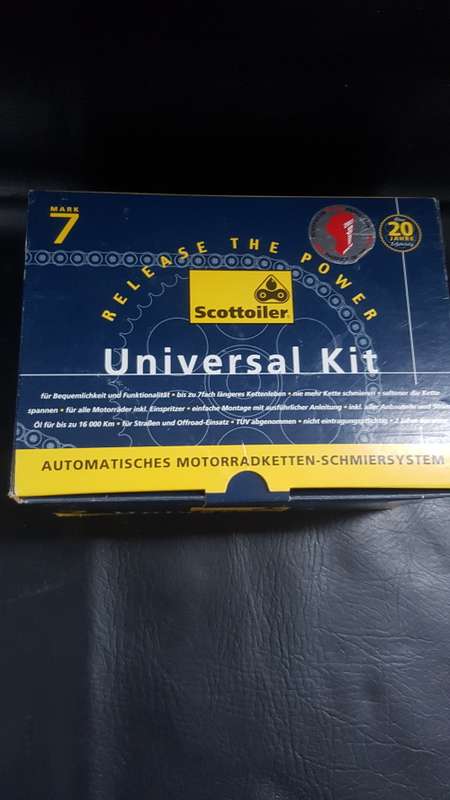 MARK
7
RELEASE THE POWER
20
JAHRE
Scottoiler
Universal Kit
für Bequemlichkeit und Funktionalität • bis zu 7fach längeres Kettenleben • nie mehr Kette schmieren • seltener die Kette
spannen • für alle Motorräder inkl. Einspritzer • einfache Montage mit ausführlicher Anleitung • inkl. aller Anbauteile und
Öl für bis zu 16 000 Km • für Straßen und Offroad-Einsatz • TÜV abgenommen • nicht eintragungspflichtig • 2 Jahre
AUTOMATISCHES MOTORRADKETTEN-SCHMIERSYSTEM